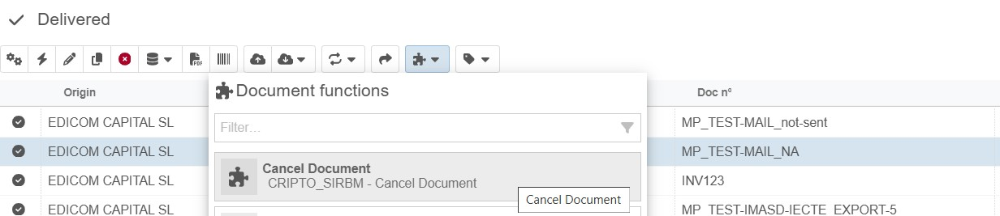 Delivered
PDF
Origin
Doc nº
Document functions
Filter...
EDICOM CAPITAL SL
MP_TEST-MAIL_not-sent
EDICOM CAPITAL SL
MP_TEST-MAIL_NA
Cancel Document
CRIPTO_SIRBM - Cancel Document
EDICOM CAPITAL SL
INV123
Cancel Document
EDICOM CAPITAL SL
MP_TEST-IMASD-IECTE_EXPORT-5